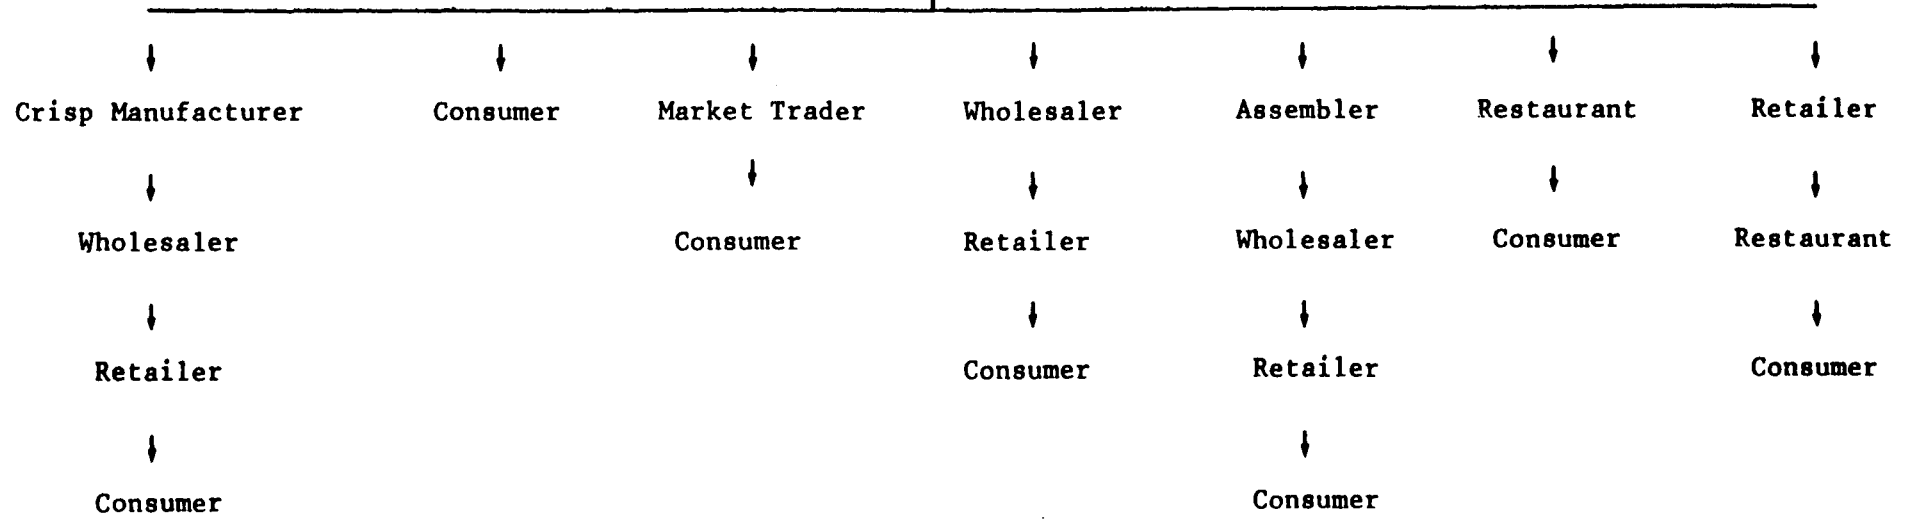 Crisp Manufacturer Consumer Market Trader Wholesaler Assembler Restaurant Retailer
Wholesaler Consumer Retailer Wholesaler Consumer Restaurant
Retailer Consumer Retailer Consumer
Consumer Consumer